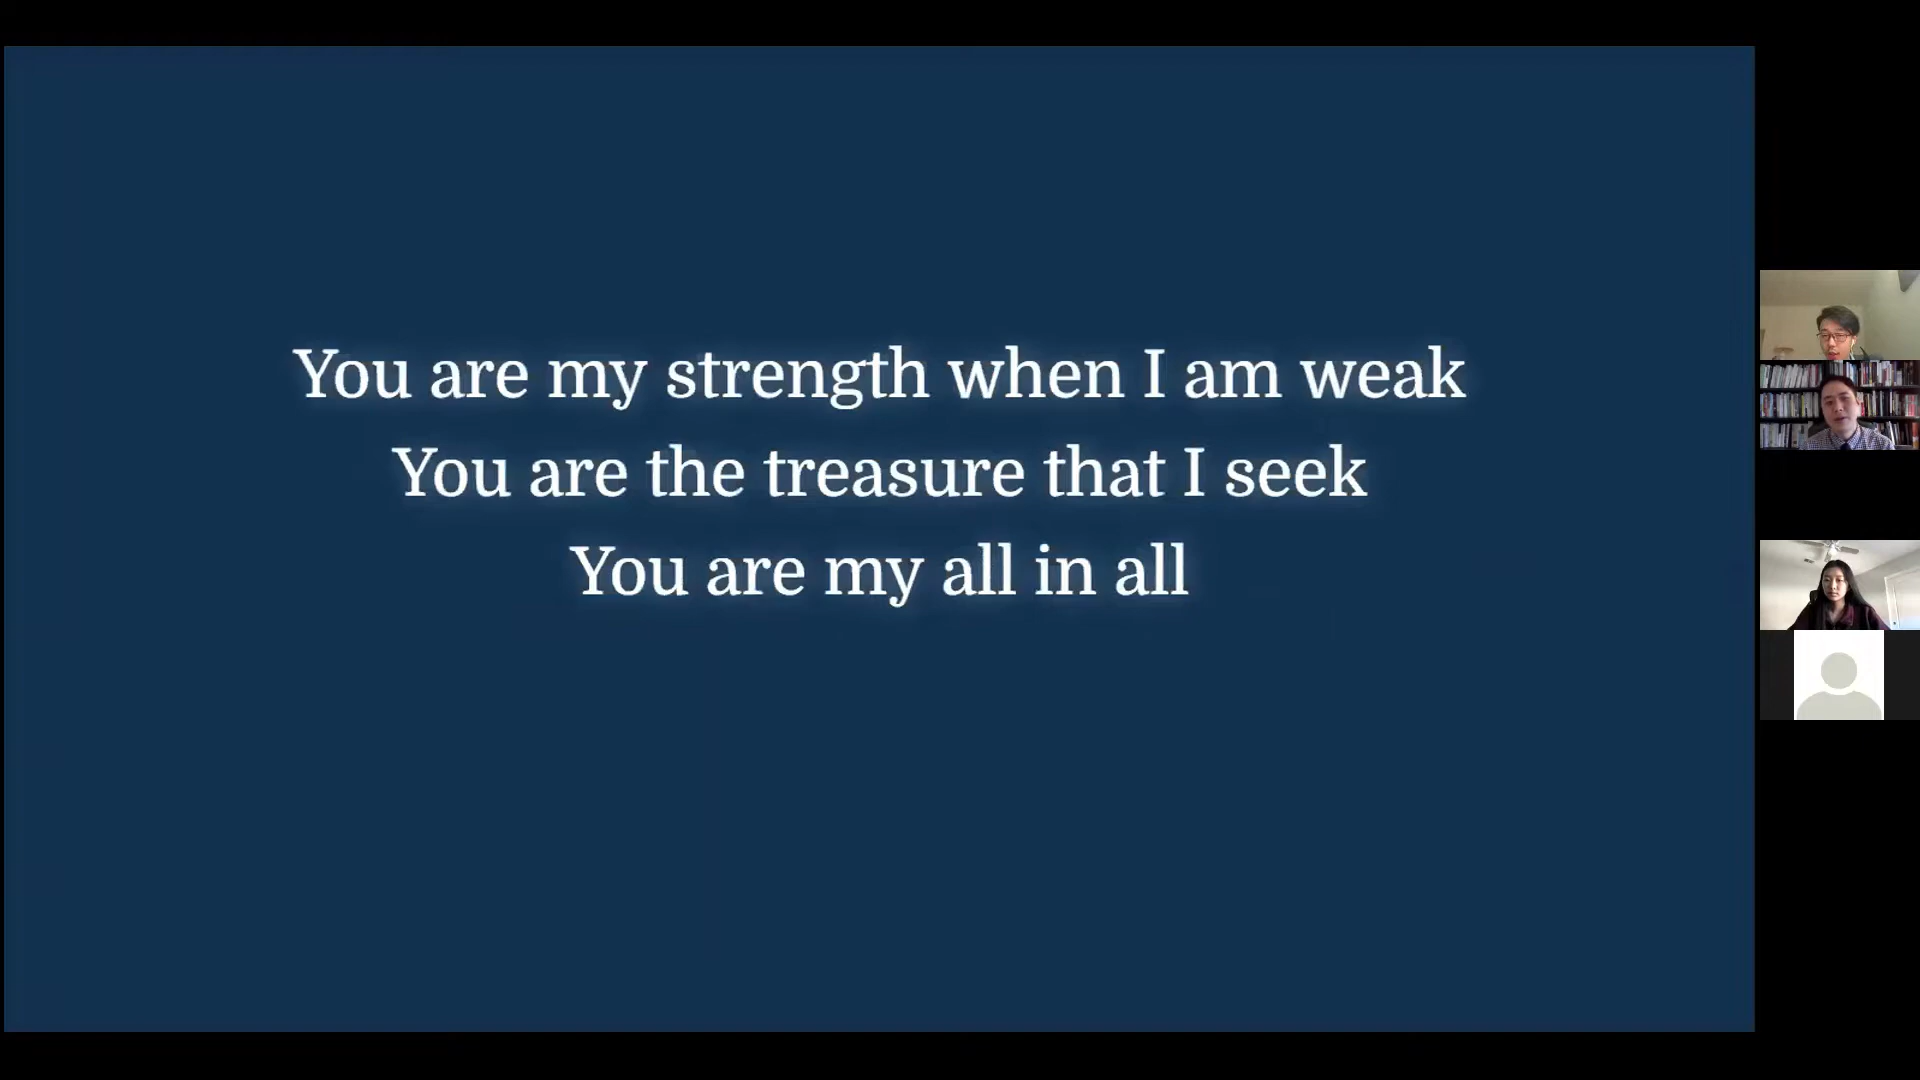 You are my strength when I am weak
You are the treasure that I seek
You are my all in all